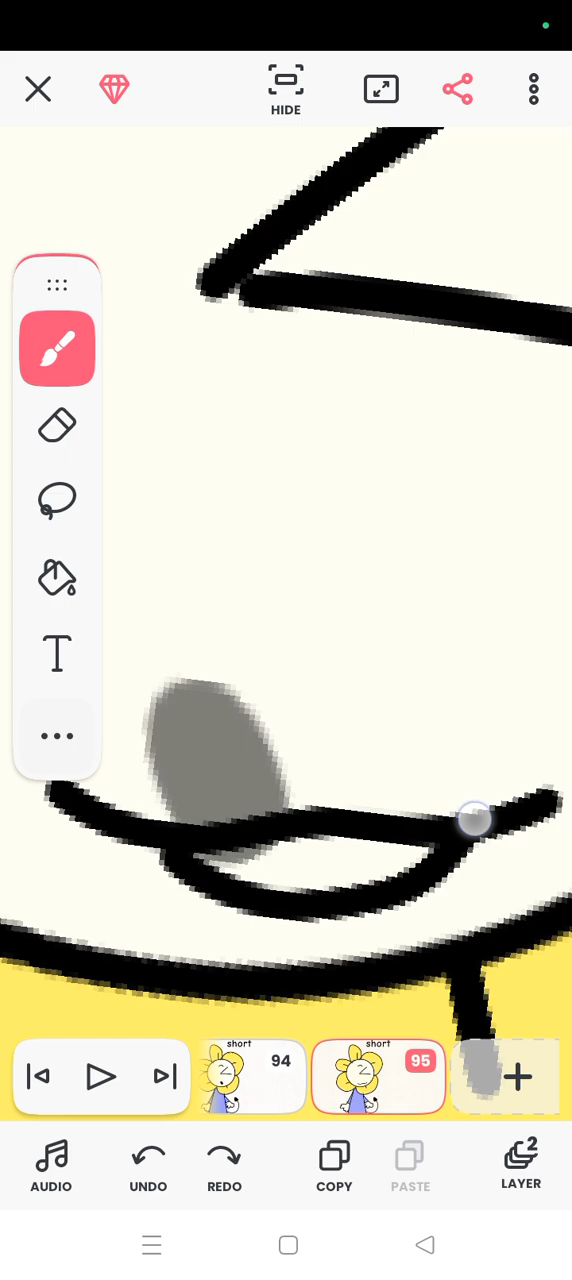 HIDE
T
short
94
short
95
AUDIO
UNDO
REDO
COPY
PASTE
2
LAYER